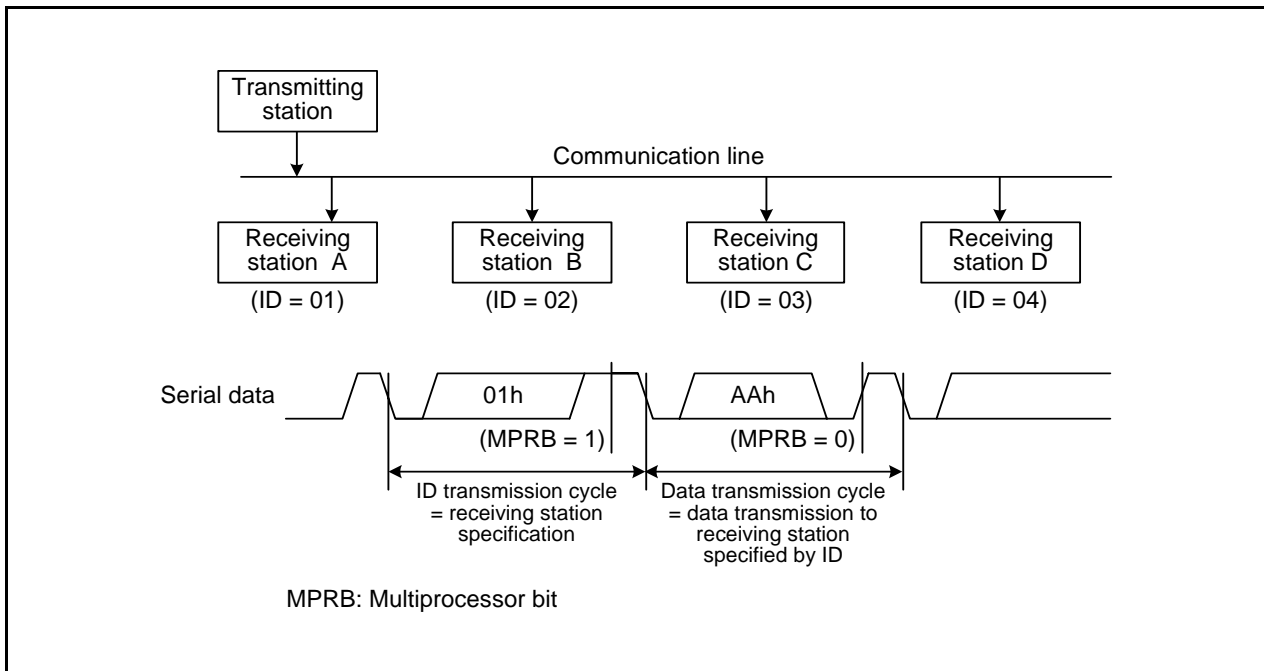 Transmitting
station
Communication line
Receiving
station A
Receiving
station B
Receiving
station C
Receiving
station D
(ID = 01)
(ID = 02)
(ID = 03)
(ID = 04)
Serial data
01h
AAh
(MPRB = 1)
(MPRB = 0)
ID transmission cycle
= receiving station
specification
Data transmission cycle
= data transmission to
receiving station
specified by ID
MPRB: Multiprocessor bit